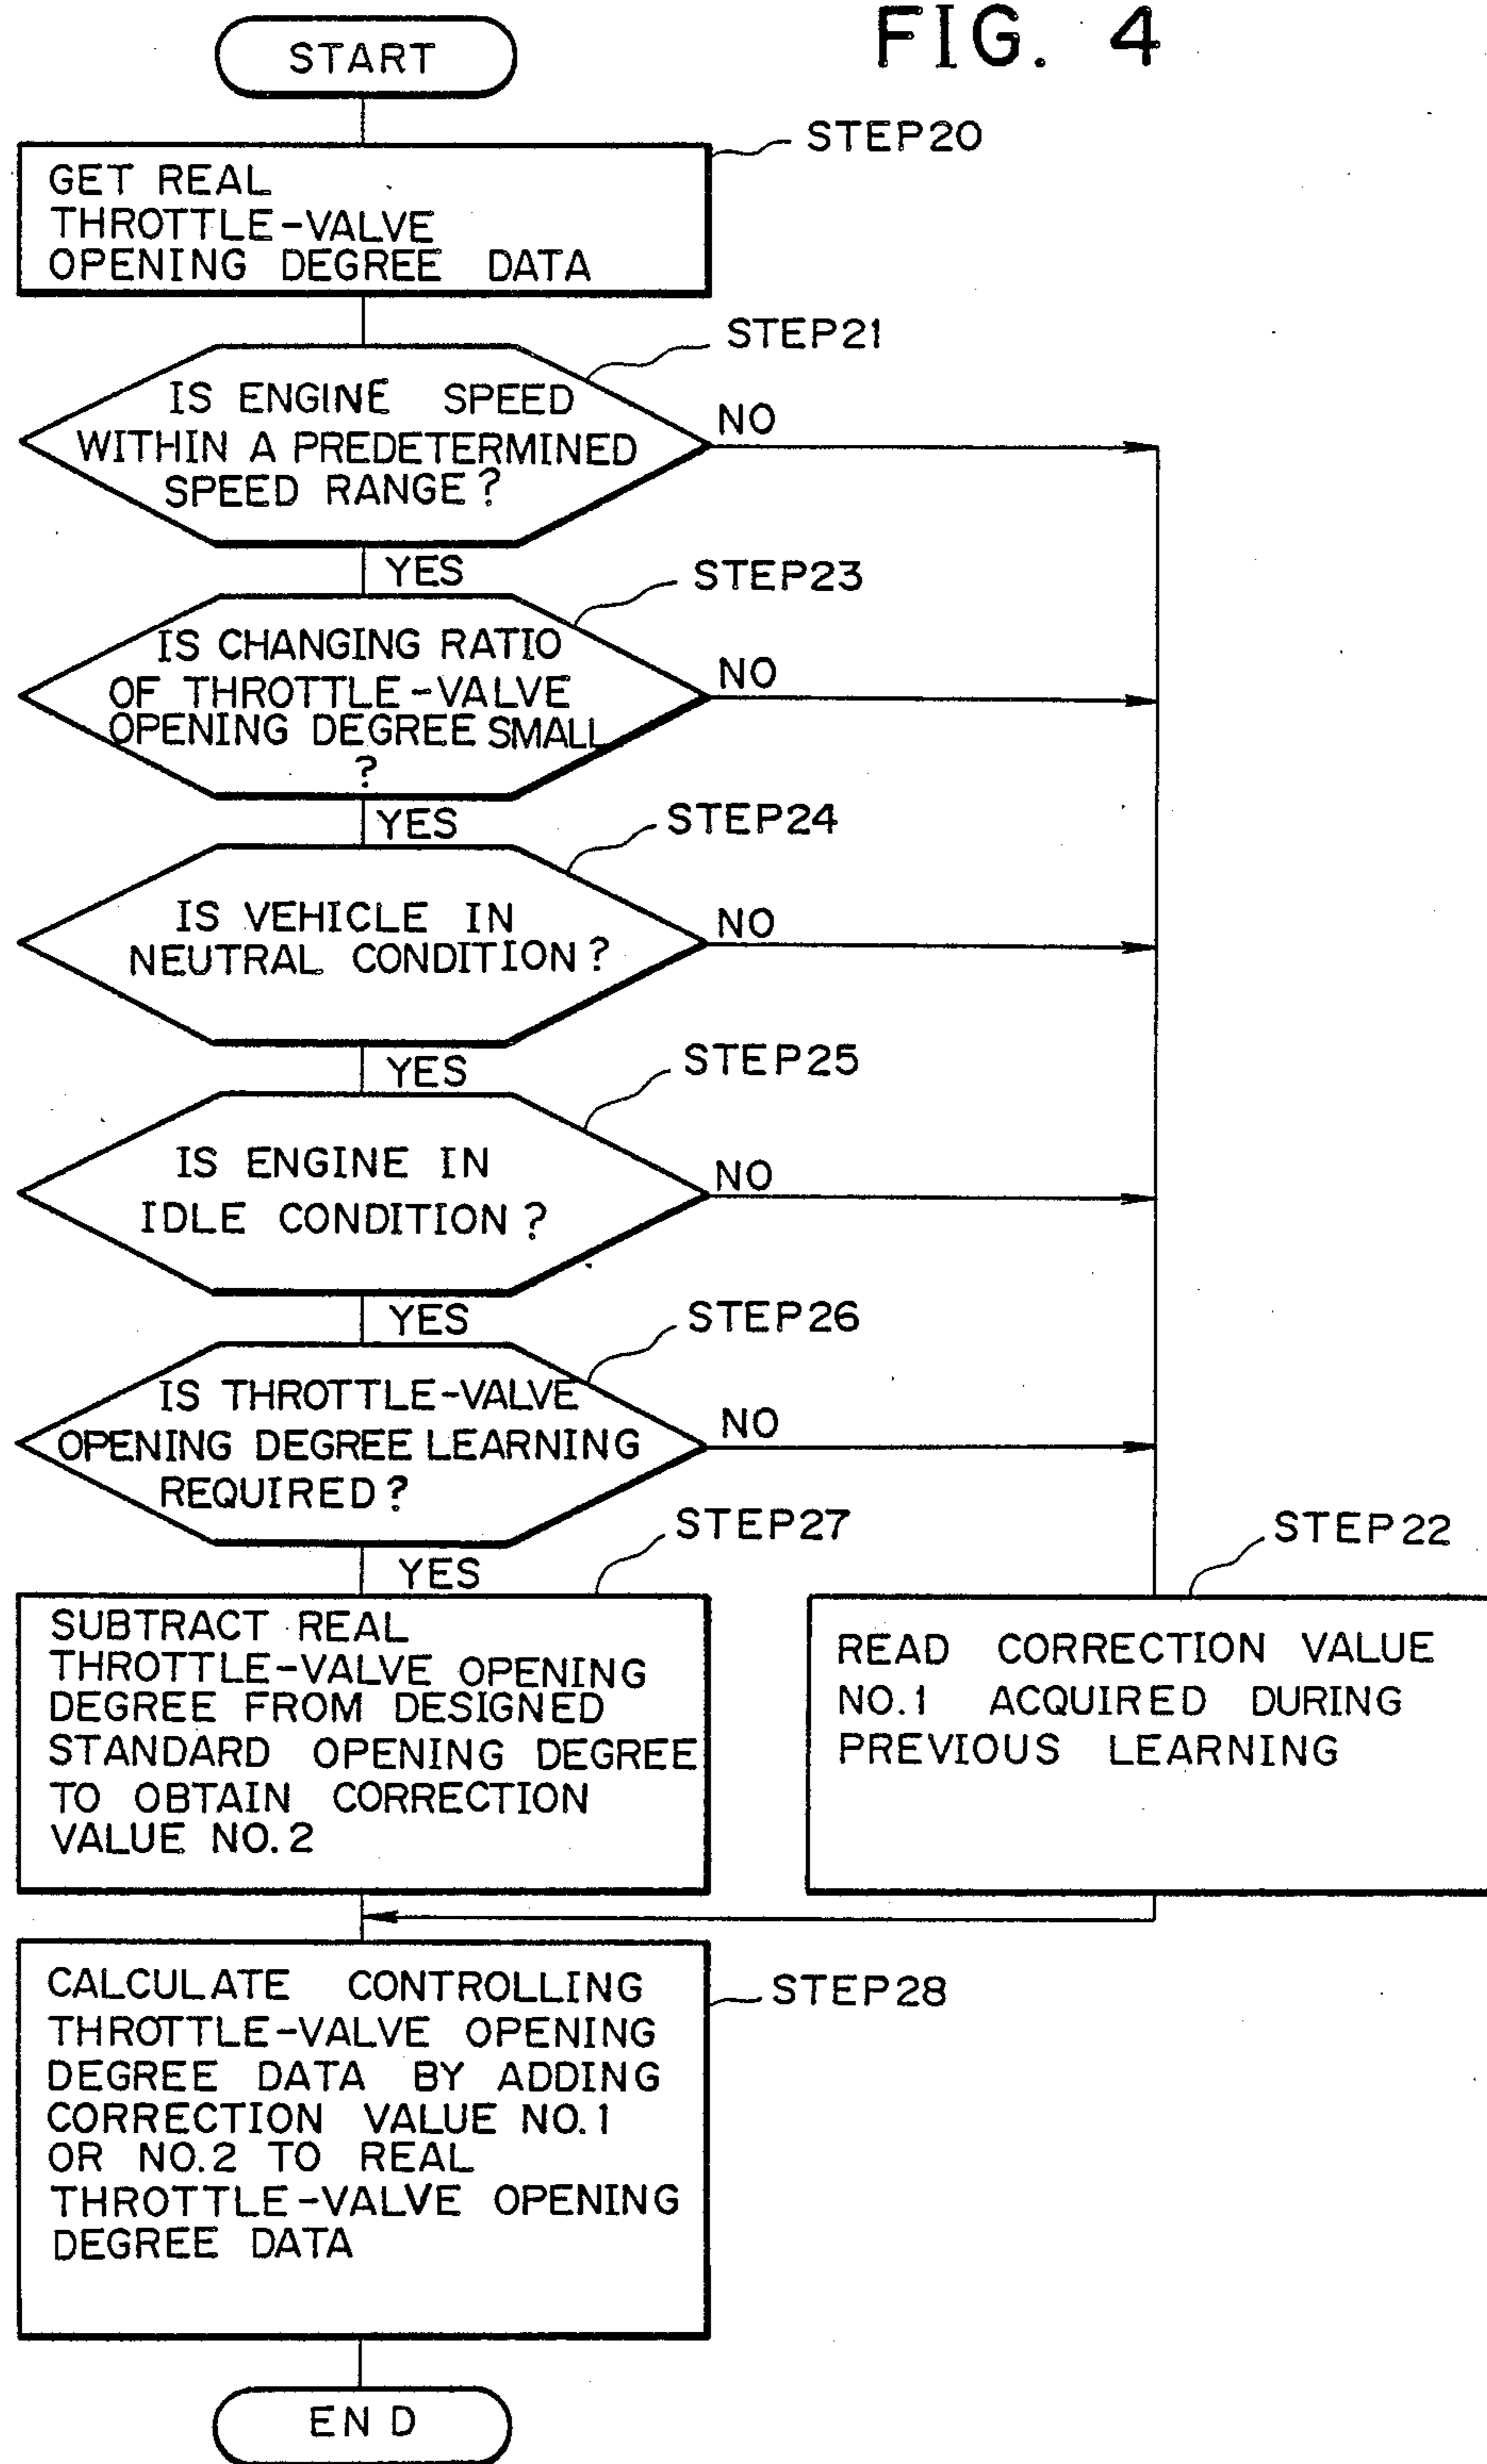 FIG. 4
START
STEP20
GET REAL
THROTTLE-VALVE
OPENING DEGREE DATA
STEP21
IS ENGINE SPEED
WITHIN A PREDETERMINED
SPEED RANGE?
NO
YES
STEP23
IS CHANGING RATIO
OF THROTTLE-VALVE
OPENING DEGREE SMALL
?
NO
YES
STEP24
IS VEHICLE IN
NEUTRAL CONDITION?
NO
YES
STEP25
IS ENGINE IN
IDLE CONDITION?
NO
YES
STEP26
IS THROTTLE-VALVE
OPENING DEGREE LEARNING
REQUIRED?
NO
YES
STEP27
SUBTRACT REAL
THROTTLE-VALVE OPENING
DEGREE FROM DESIGNED
STANDARD OPENING DEGREE
TO OBTAIN CORRECTION
VALUE NO.2
STEP22
READ CORRECTION VALUE
NO.1 ACQUIRED DURING
PREVIOUS LEARNING
STEP28
CALCULATE CONTROLLING
THROTTLE-VALVE OPENING
DEGREE DATA BY ADDING
CORRECTION VALUE NO.1
OR NO.2 TO REAL
THROTTLE-VALVE OPENING
DEGREE DATA
END